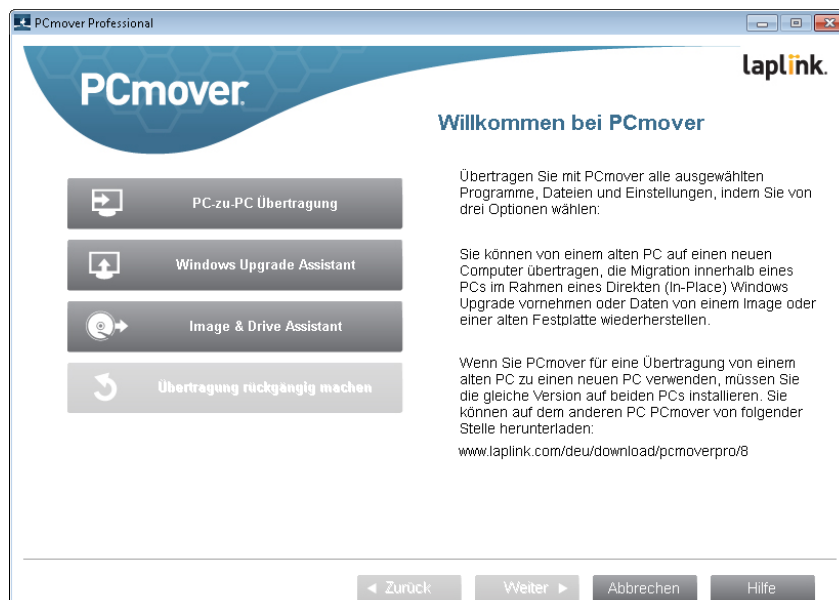 PCmover Professional
PCmover
laplink.
Willkommen bei PCmover
PC-zu-PC Übertragung
Windows Upgrade Assistant
Image & Drive Assistant
Übertragung rückgängig machen
Übertragen Sie mit PCmover alle ausgewählten
Programme, Dateien und Einstellungen, indem Sie von
drei Optionen wählen:
Sie können von einem alten PC auf einen neuen
Computer übertragen, die Migration innerhalb eines
PCs im Rahmen eines Direkten (In-Place) Windows
Upgrade vornehmen oder Daten von einem Image oder
einer alten Festplatte wiederherstellen.
Wenn Sie PCmover für eine Übertragung von einem
alten PC zu einen neuen PC verwenden, müssen Sie
die gleiche Version auf beiden PCs installieren. Sie
können auf dem anderen PC PCmover von folgender
Stelle herunterladen:
www.laplink.com/deu/download/pcmoverpro/8
Zurück
Weiter
Abbrechen
Hilfe